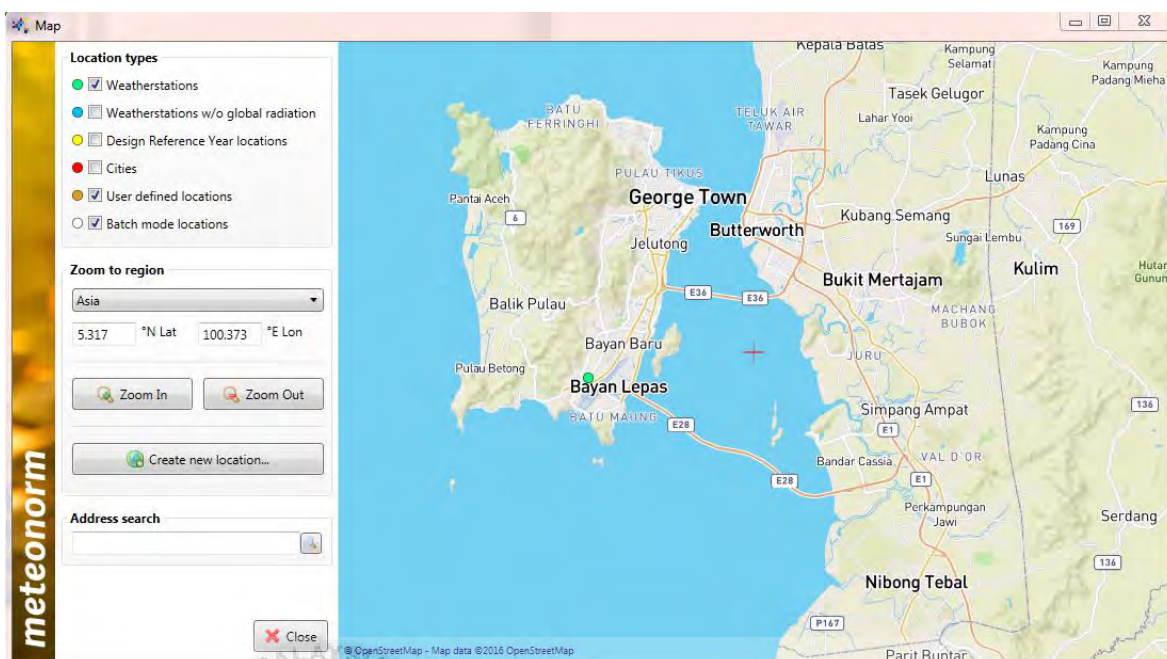 Map
Location types
Weatherstations
Weatherstations w/o global radiation
Design Reference Year locations
Cities
User defined locations
Batch mode locations
Zoom to region
Asia
5.317 °N Lat 100.373 °E Lon
Zoom In Zoom Out
Create new location...
Address search
Close
meteonorm
Kepala Batas
Kampung
Selamat
Kampung
Padang Mieha
Tasek Gelugor
BATU
FERRINGHI
TELUK AIR
TAWAR
Lahar Yooi
Kampung
Padang Cina
PULAU TIKUS
Lunas
Pantai Aceh
George Town
6
Kubang Semang
169
Butterworth
Sungai Lembu
Jelutong
Kulim
Bukit Mertajam
E36
E36
Balik Pulau
MACHANG
BUBOK
Bayan Baru
JURU
Pulau Betong
Bayan Lepas
BATU MAUNG
E28
Simpang Ampat
136
E1
Bandar Cassia
VAL D'OR
E28
E1
Perkampungan
Jawi
Serdang
136
Nibong Tebal
P167
Parit Buntar
© OpenStreetMap - Map data ©2016 OpenStreetMap